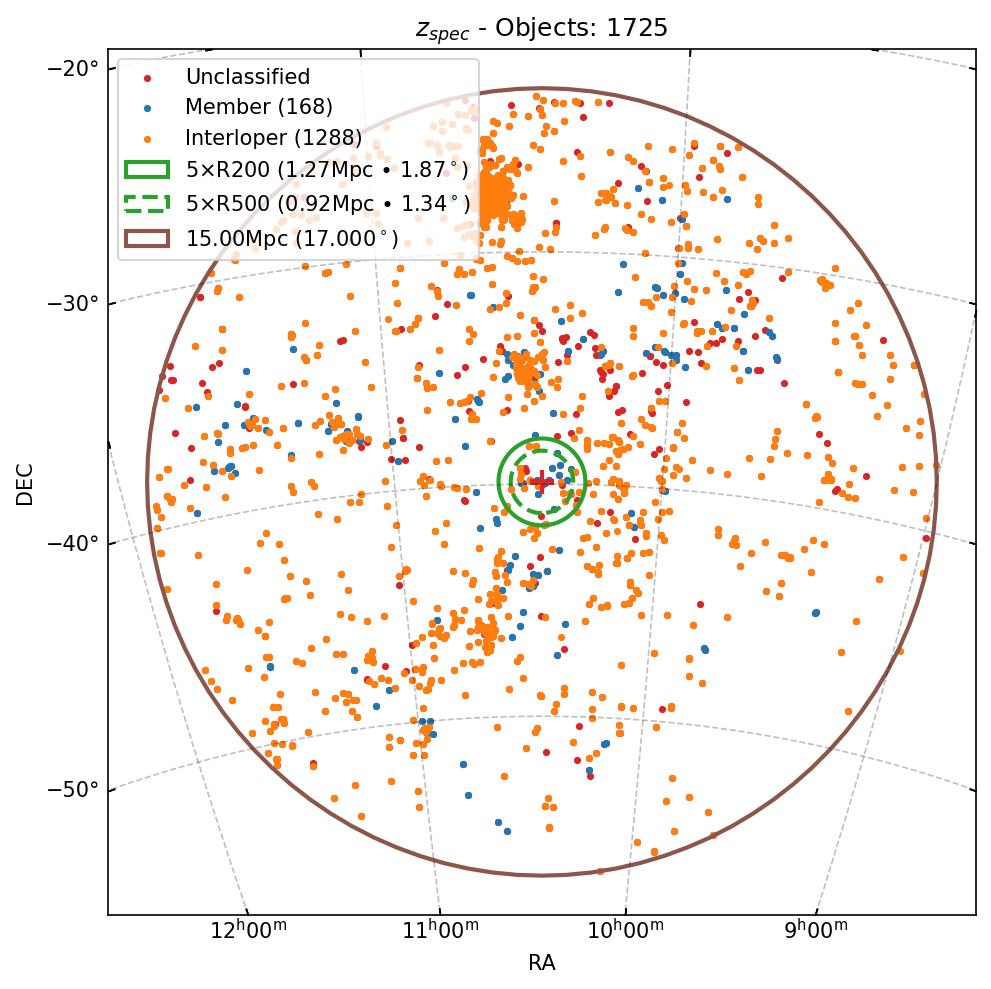 z_spec - Objects: 1725
Unclassified
Member (168)
Interloper (1288)
5×R200 (1.27Mpc • 1.87°)
5×R500 (0.92Mpc • 1.34°)
15.00Mpc (17.000°)
−20°
−30°
−40°
−50°
DEC
12h00m
11h00m
10h00m
9h00m
RA